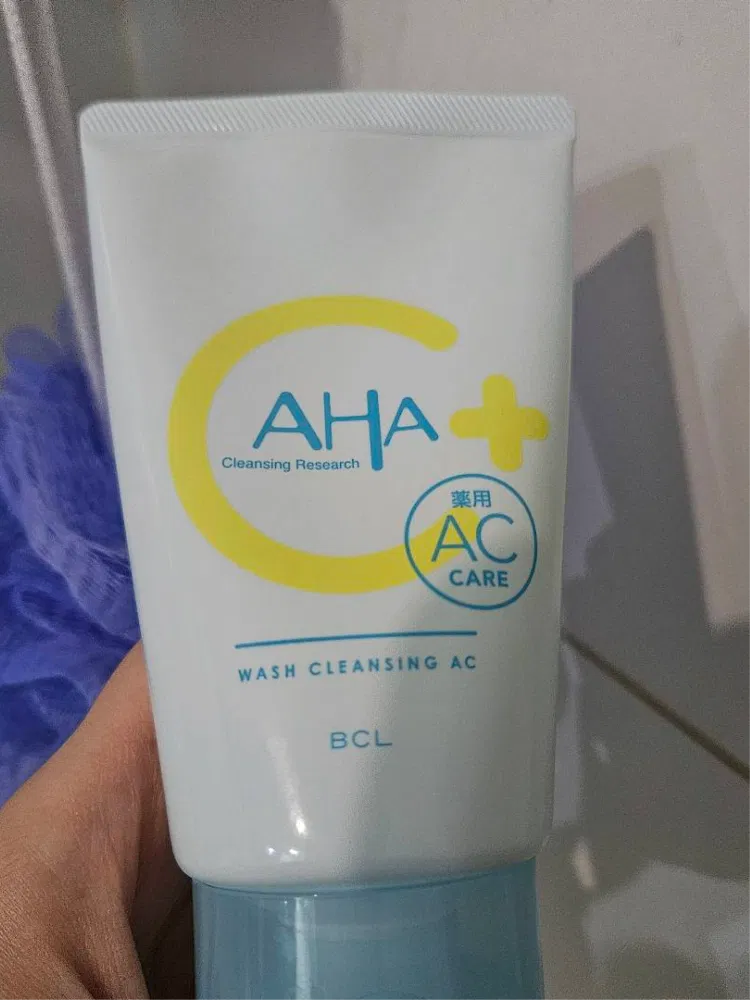 AHA+
Cleansing Research
薬用
AC
CARE
WASH CLEANSING AC
BCL